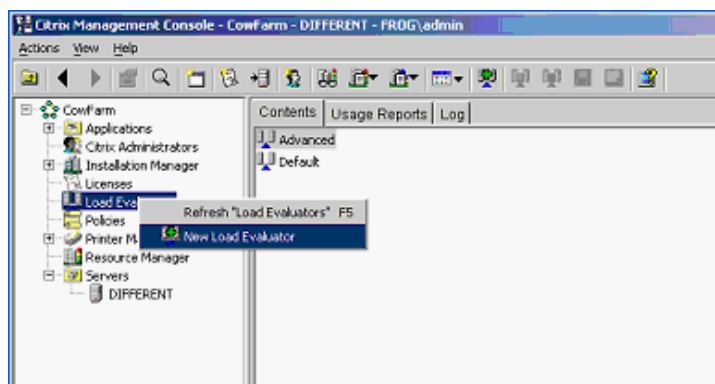 Citrix Management Console - CowFarm - DIFFERENT - FROG\admin
Actions View Help
CowFarm
Applications
Citrix Administrators
Installation Manager
Licenses
Load Eva
Policies
Printer M
Resource Manager
Servers
DIFFERENT
Contents Usage Reports Log
Advanced
Default
Refresh "Load Evaluators" F5
New Load Evaluator